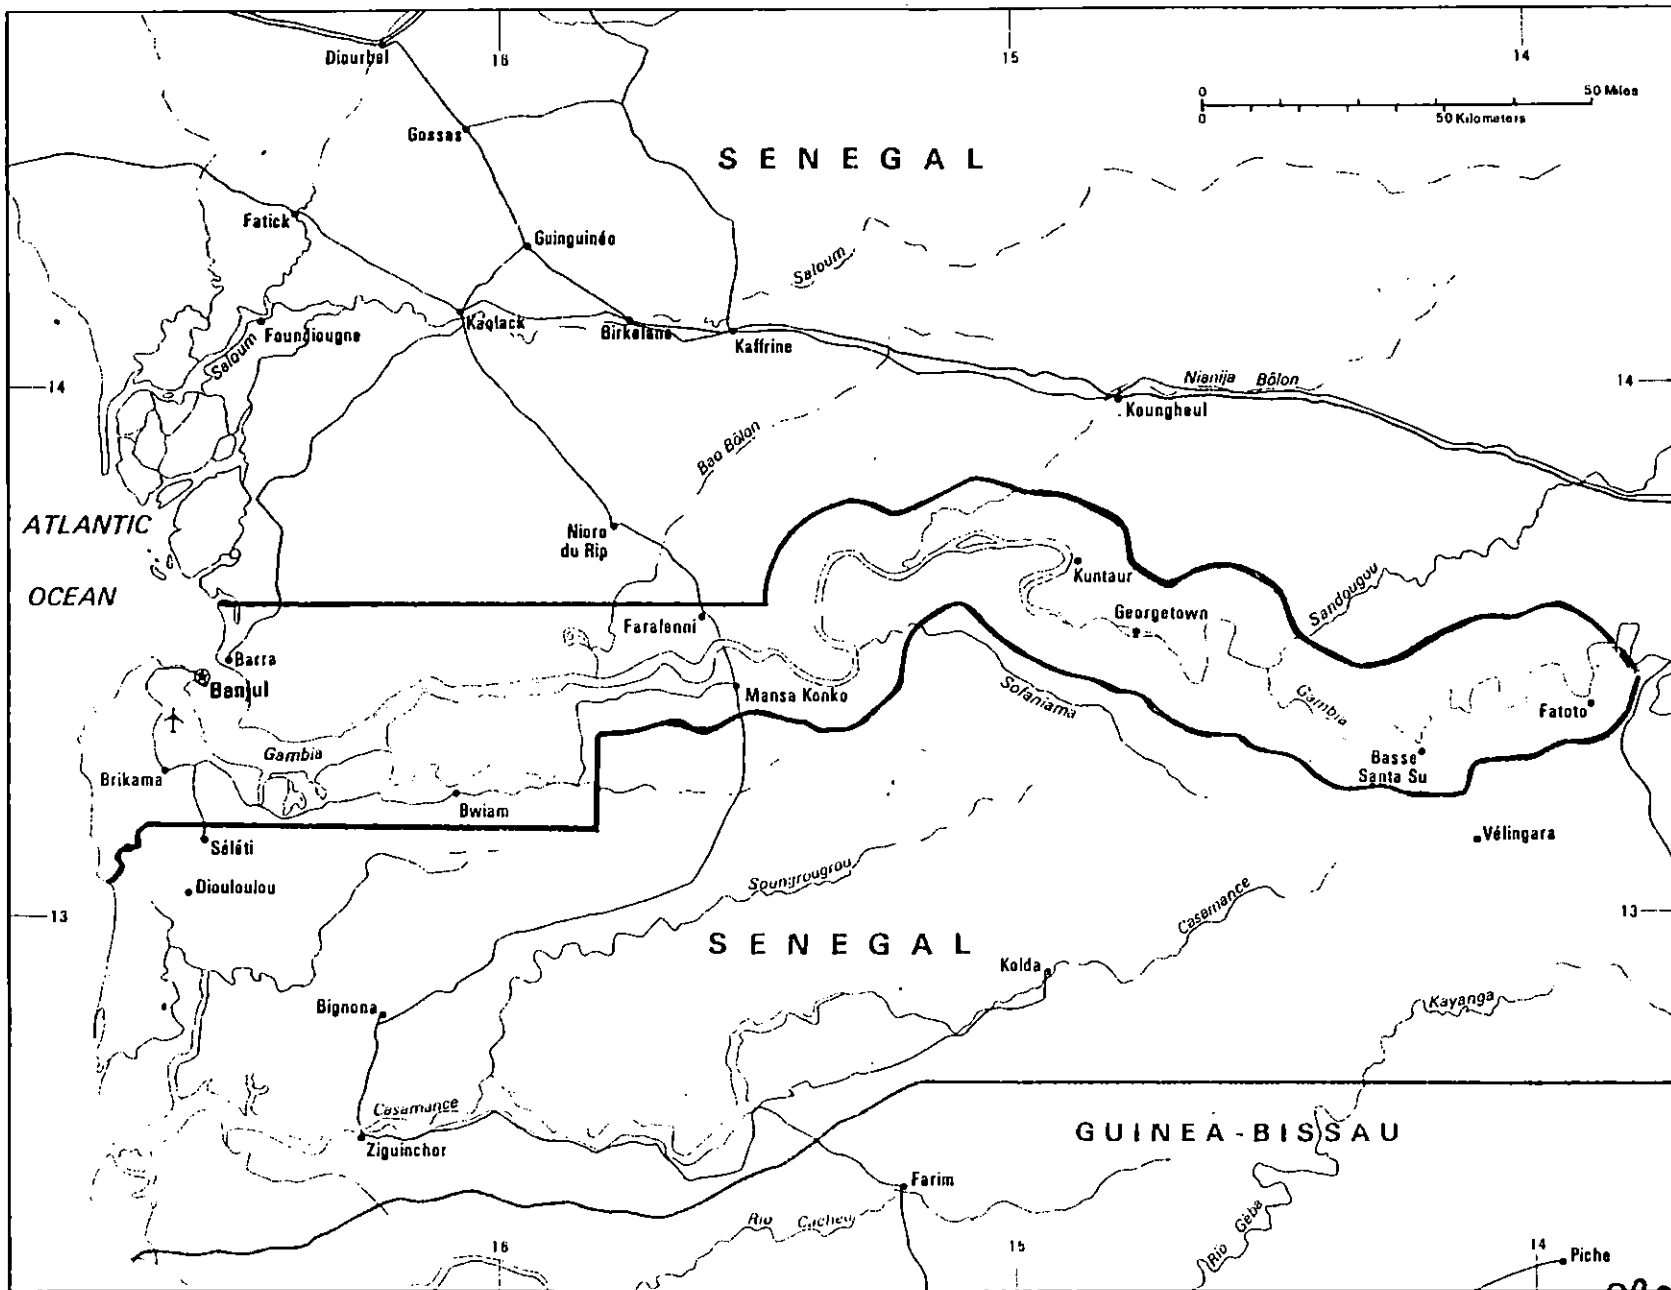 Diourbel
16
15
14
0
50 Miles
0
50 Kilometers
Gossas
SENEGAL
Fatick
Guinguinéo
Saloum
Kaolack
Birkelane
Kaffrine
Foundiougne
Saloum
14
Nianija Bôlon
14
Koungheul
Bao Bôlon
ATLANTIC
OCEAN
Nioro
du Rip
Kuntaur
Sandougou
Georgetown
Farafenni
Barra
Banjul
Mansa Konko
Sofaniama
Gambia
Fatoto
Gambia
Basse
Santa Su
Brikama
Bwiam
Séléti
Vélingara
Diouloulou
Soungrougrou
Casamance
13
13
SENEGAL
Kolda
Kayanga
Bignona
Casamance
Ziguinchor
GUINEA-BISSAU
Farim
Rio Cacheu
Rio Geba
16
15
14
Piche